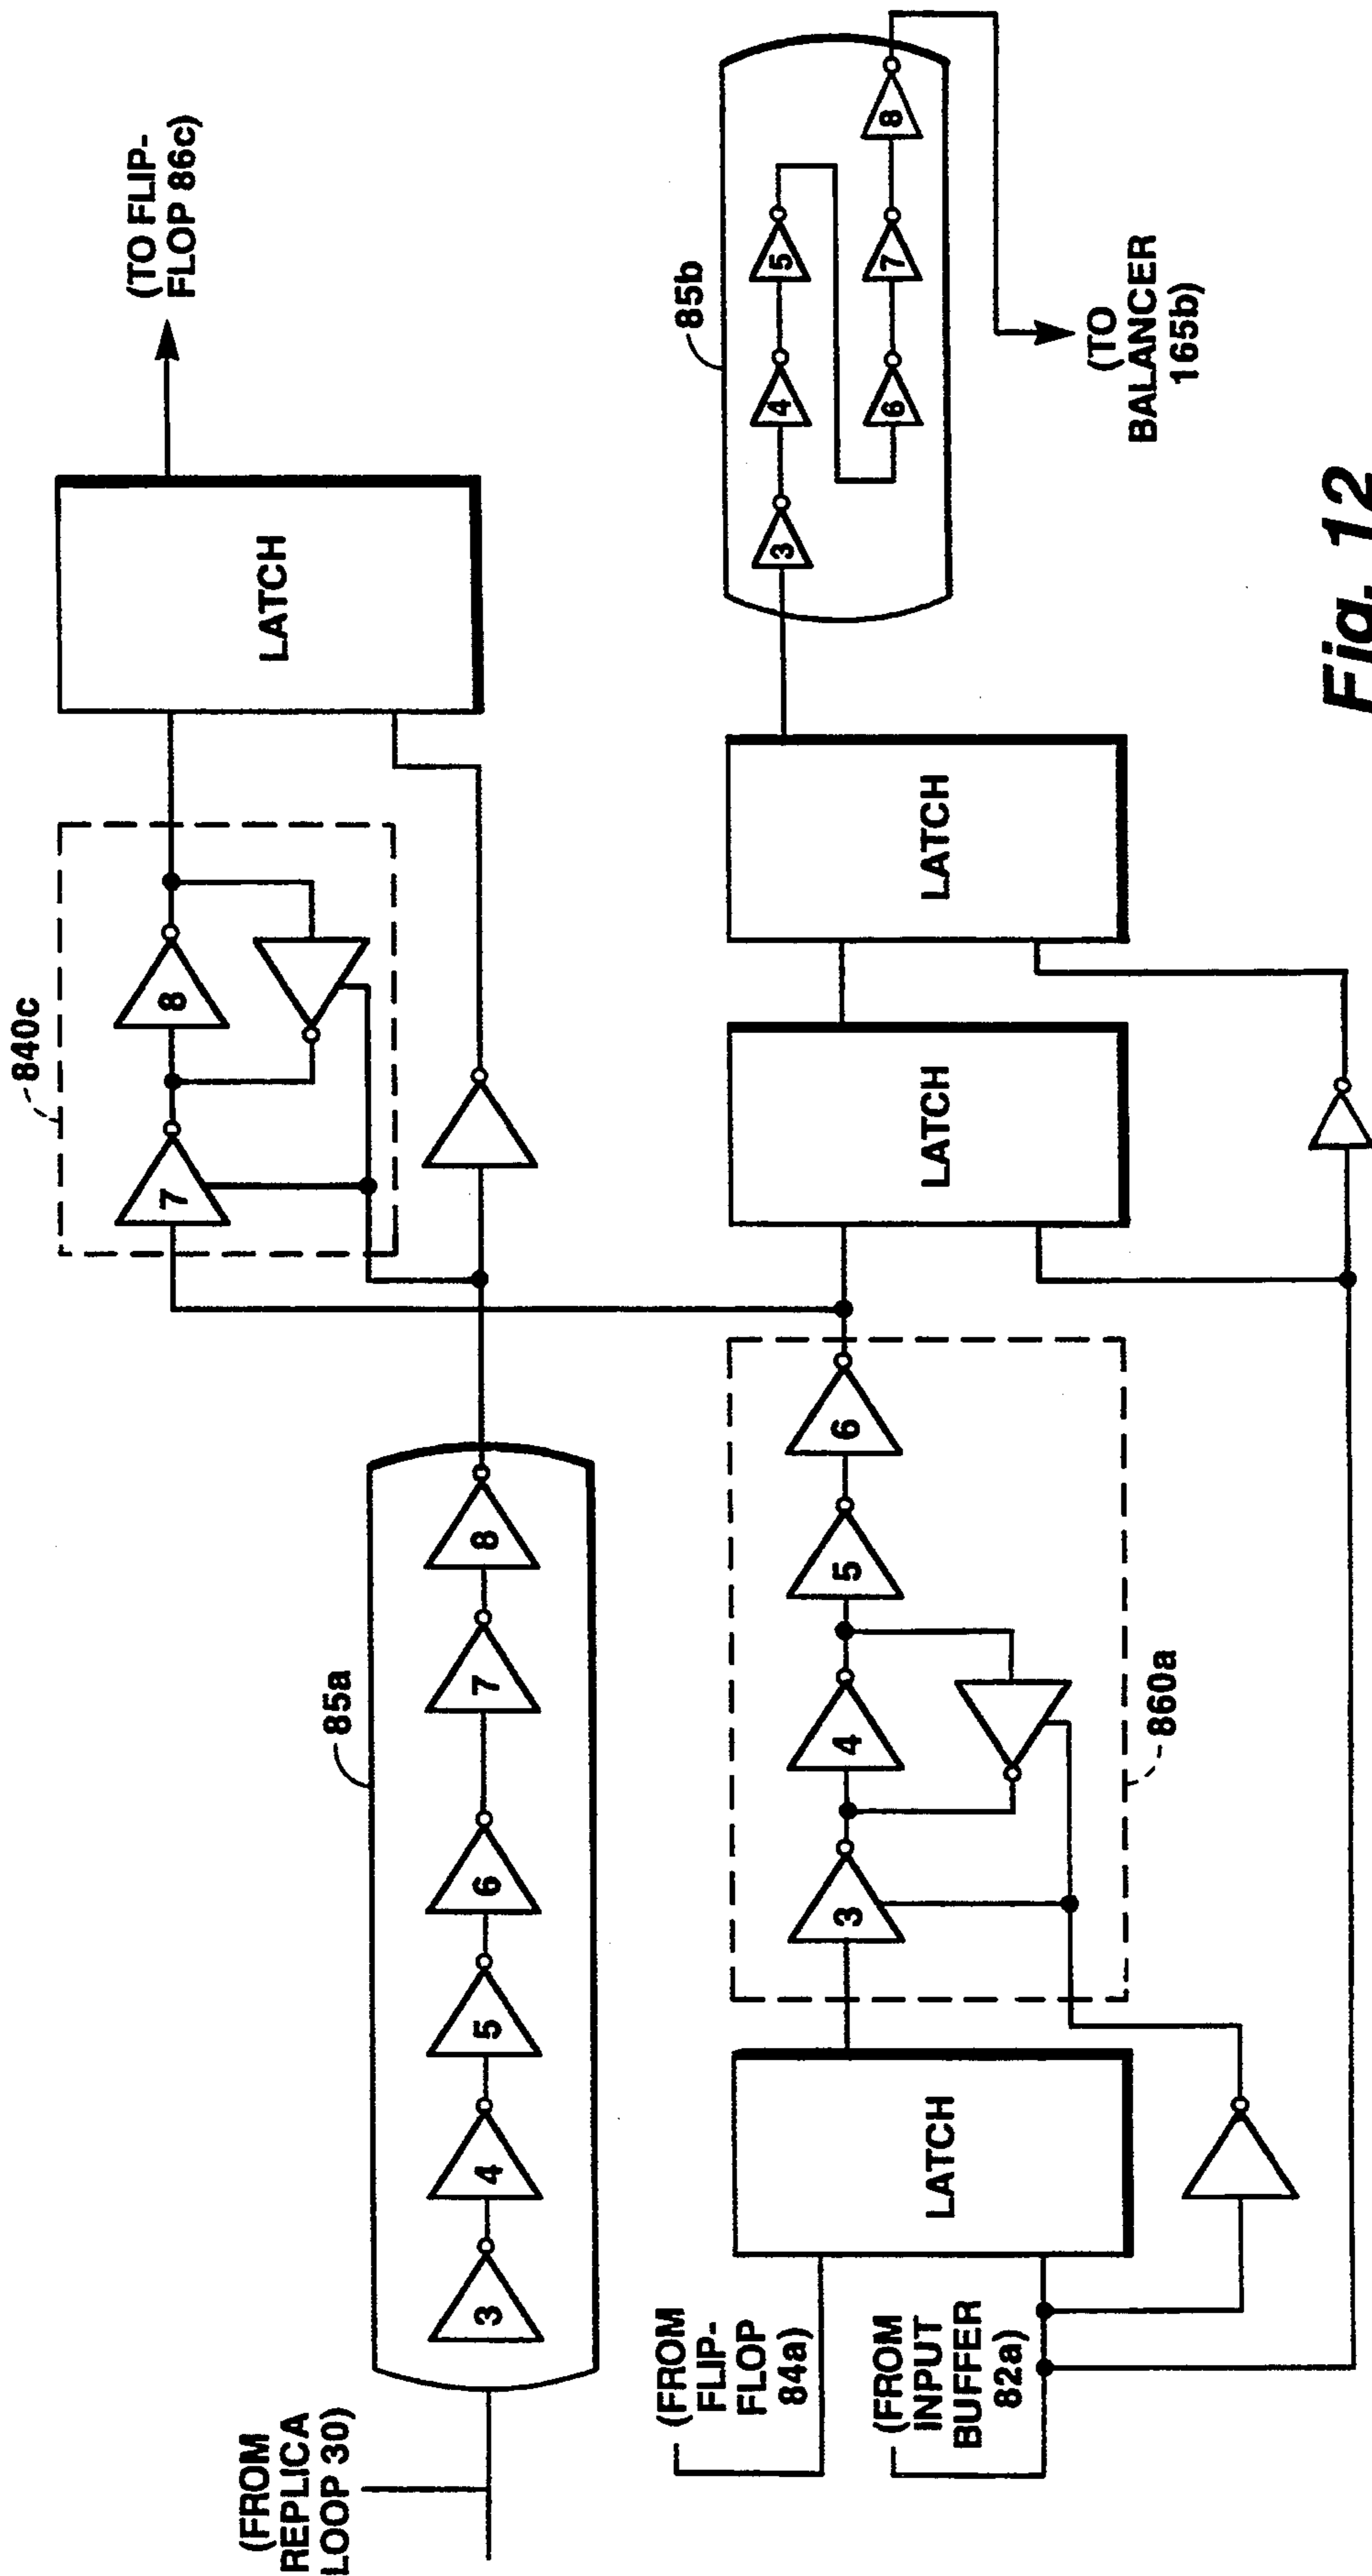 (FROM
REPLICA
LOOP 30)
85a
3
4
5
6
7
8
840c
7
8
LATCH
(TO FLIP-
FLOP 86c)
(FROM
FLIP-
FLOP
84a)
(FROM
INPUT
BUFFER
82a)
LATCH
3
4
5
6
860a
LATCH
LATCH
85b
3
4
5
6
7
8
(TO
BALANCER
165b)
Fig. 12